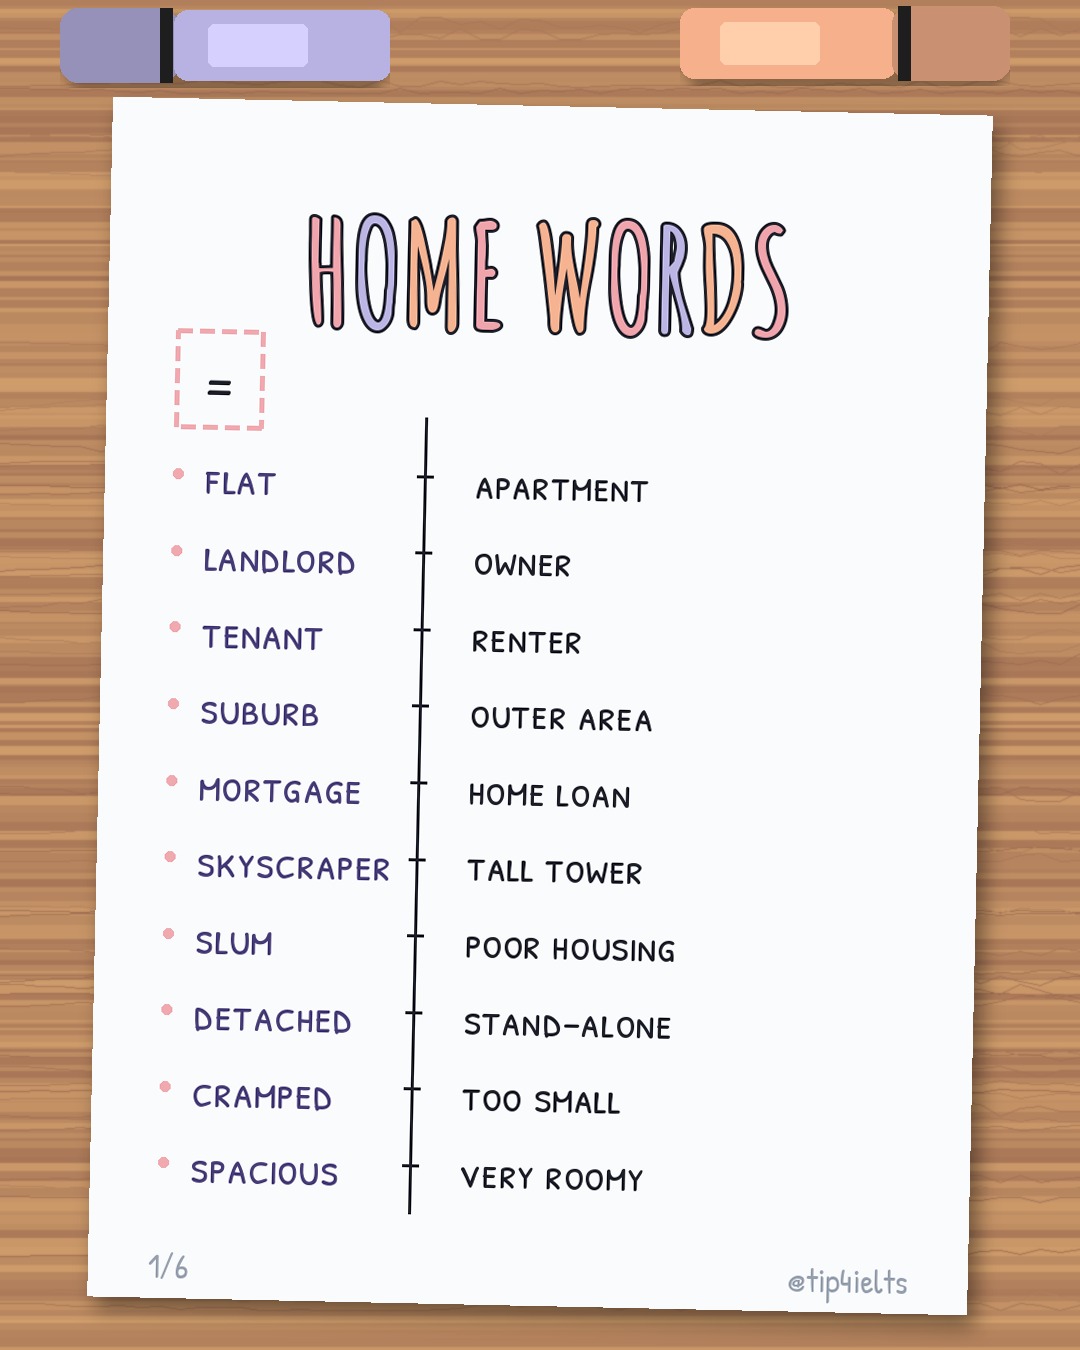 HOME WORDS
=
FLAT
APARTMENT
LANDLORD
OWNER
TENANT
RENTER
SUBURB
OUTER AREA
MORTGAGE
HOME LOAN
SKYSCRAPER
TALL TOWER
SLUM
POOR HOUSING
DETACHED
STAND-ALONE
CRAMPED
TOO SMALL
SPACIOUS
VERY ROOMY
1/6
@tip4ielts